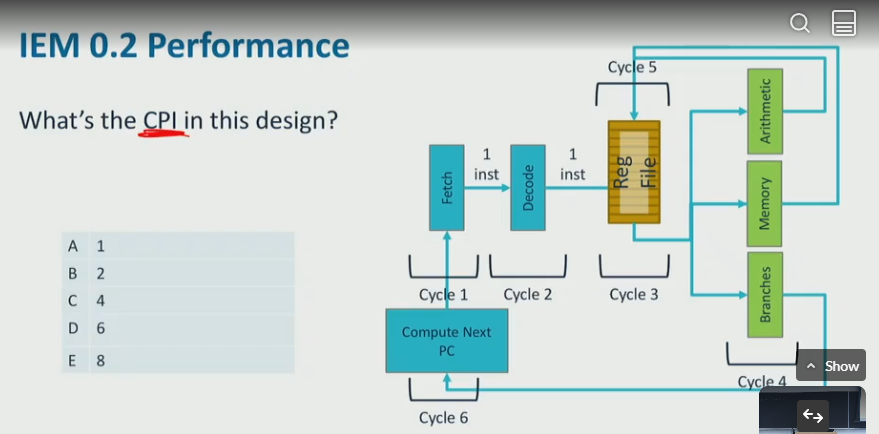 IEM 0.2 Performance
What's the CPI in this design?
A 1
B 2
C 4
D 6
E 8
Cycle 5
1
inst
1
inst
Fetch
Decode
Reg
File
Arithmetic
Memory
Branches
Cycle 1
Cycle 2
Cycle 3
Cycle 4
Compute Next
PC
Cycle 6
Show